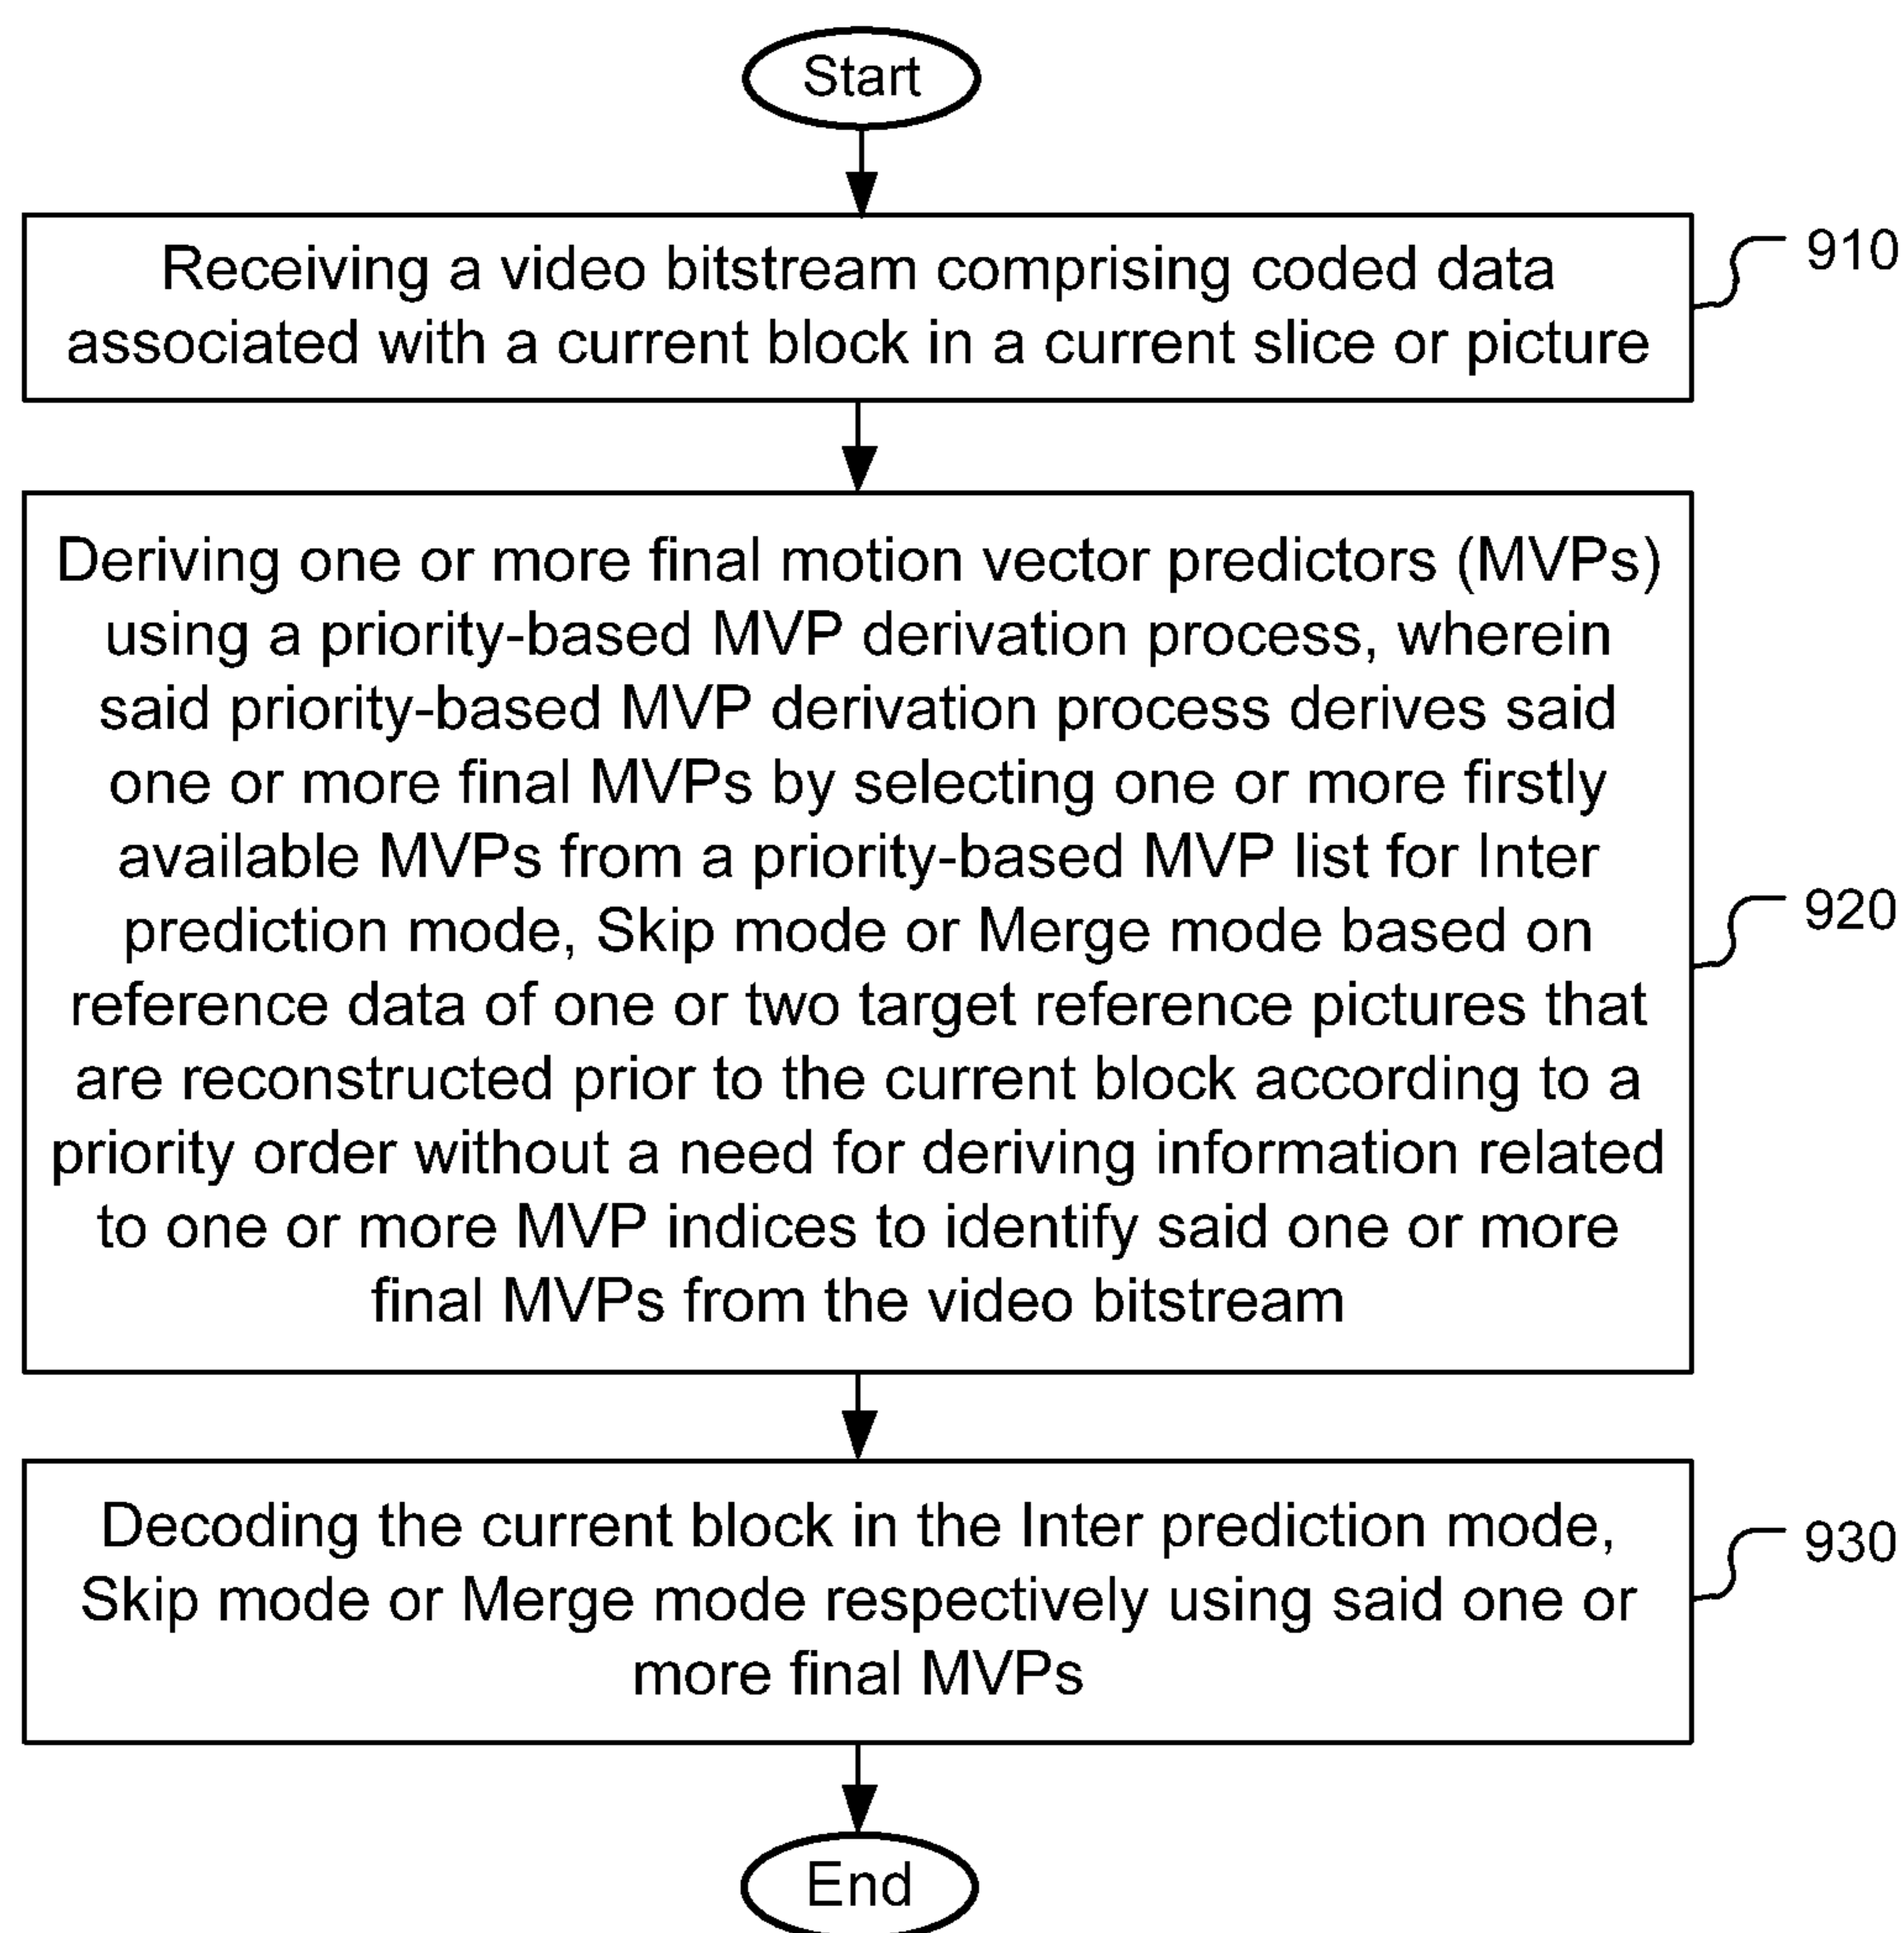 Start
Receiving a video bitstream comprising coded data
associated with a current block in a current slice or picture
910
Deriving one or more final motion vector predictors (MVPs)
using a priority-based MVP derivation process, wherein
said priority-based MVP derivation process derives said
one or more final MVPs by selecting one or more firstly
available MVPs from a priority-based MVP list for Inter
prediction mode, Skip mode or Merge mode based on
reference data of one or two target reference pictures that
are reconstructed prior to the current block according to a
priority order without a need for deriving information related
to one or more MVP indices to identify said one or more
final MVPs from the video bitstream
920
Decoding the current block in the Inter prediction mode,
Skip mode or Merge mode respectively using said one or
more final MVPs
930
End